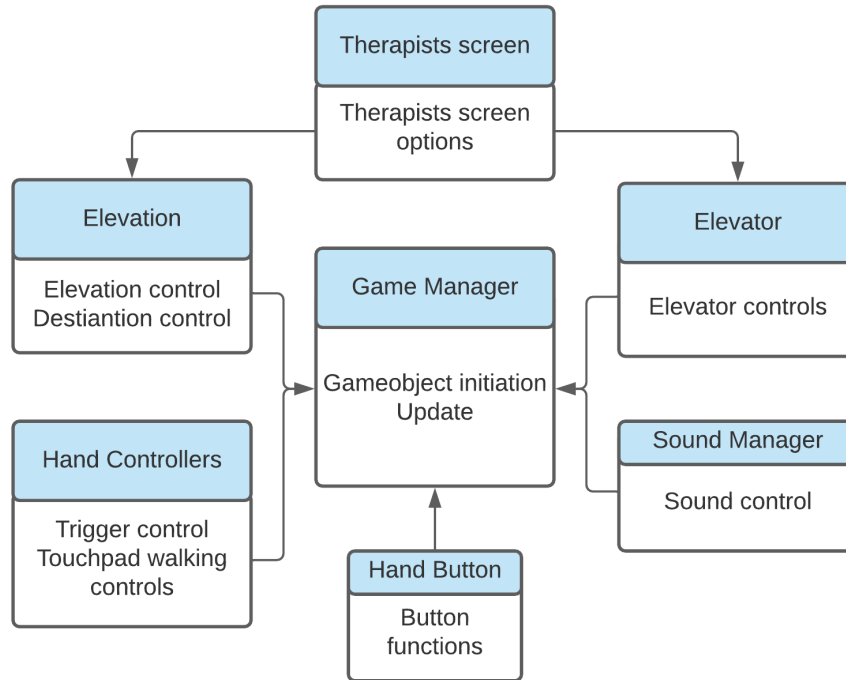 Therapists screen
Therapists screen
options
Elevation
Elevation control
Destiantion control
Game Manager
Gameobject initiation
Update
Elevator
Elevator controls
Hand Controllers
Trigger control
Touchpad walking
controls
Hand Button
Button
functions
Sound Manager
Sound control